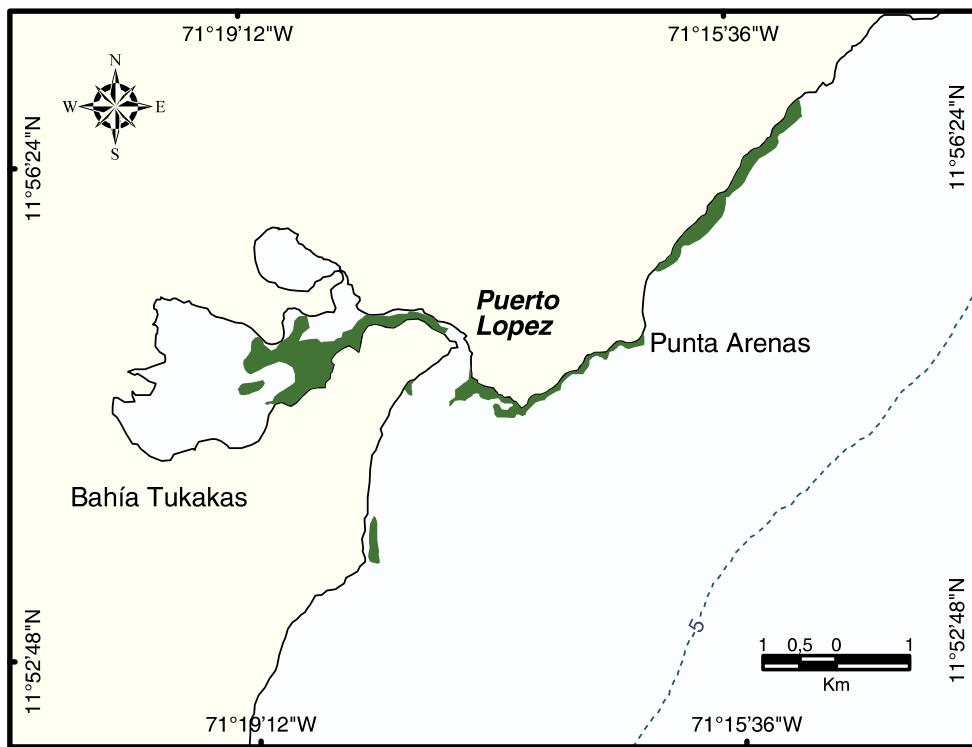 71°19'12"W
71°15'36"W
N
W
E
S
11°56'24"N
11°56'24"N
Puerto
Lopez
Punta Arenas
Bahía Tukakas
5
11°52'48"N
11°52'48"N
1 0,5 0 1
Km
71°19'12"W
71°15'36"W